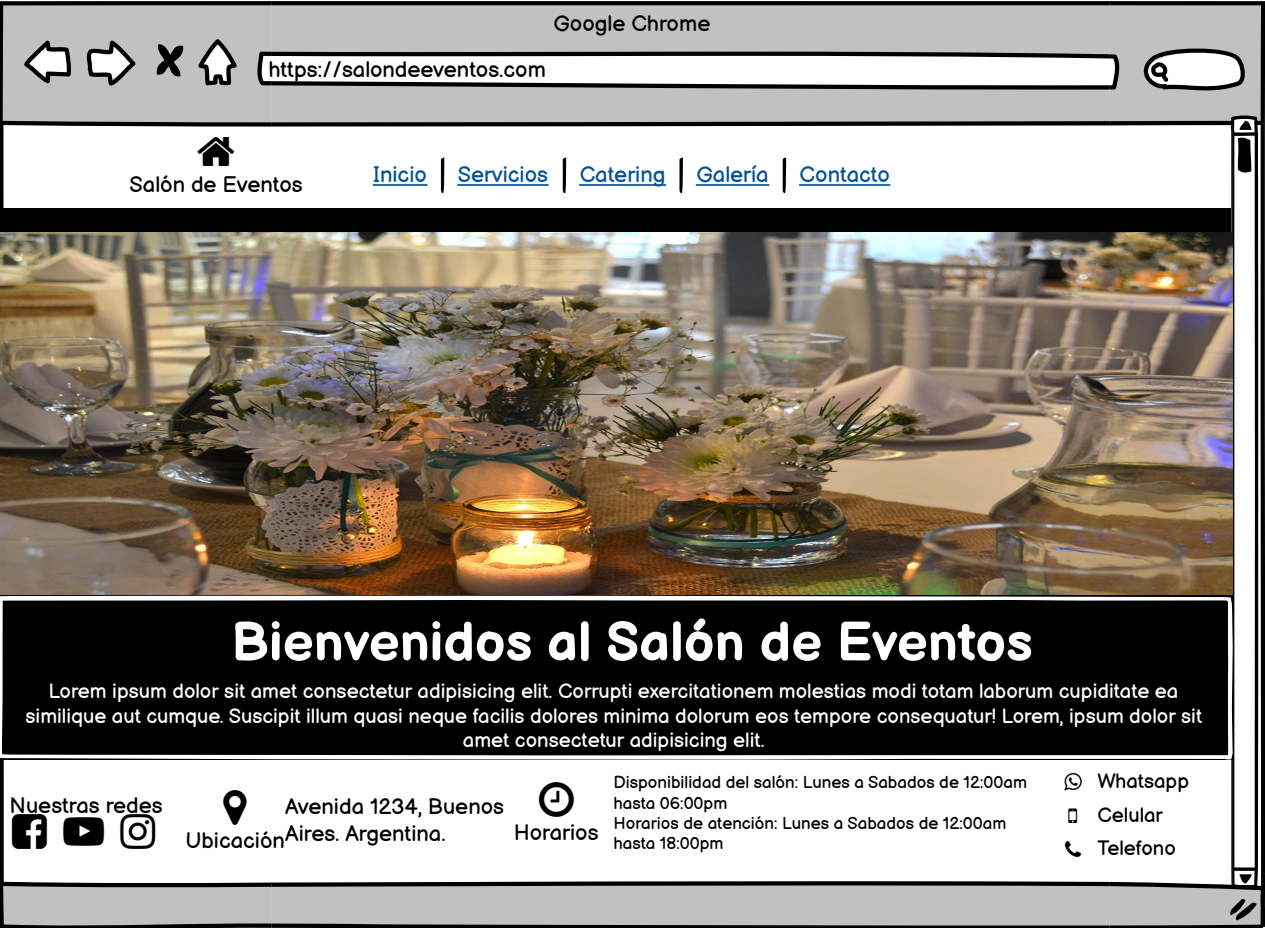 Google Chrome
https://salondeeventos.com
Salón de Eventos
Inicio
Servicios
Catering
Galería
Contacto
Bienvenidos al Salón de Eventos
Lorem ipsum dolor sit amet consectetur adipisicing elit. Corrupti exercitationem molestias modi totam laborum cupiditate ea
similique aut cumque. Suscipit illum quasi neque facilis dolores minima dolorum eos tempore consequatur! Lorem, ipsum dolor sit
amet consectetur adipisicing elit.
Nuestras redes
Ubicación
Avenida 1234, Buenos
Aires. Argentina.
Horarios
Disponibilidad del salón: Lunes a Sabados de 12:00am
hasta 06:00pm
Horarios de atención: Lunes a Sabados de 12:00am
hasta 18:00pm
Whatsapp
Celular
Telefono